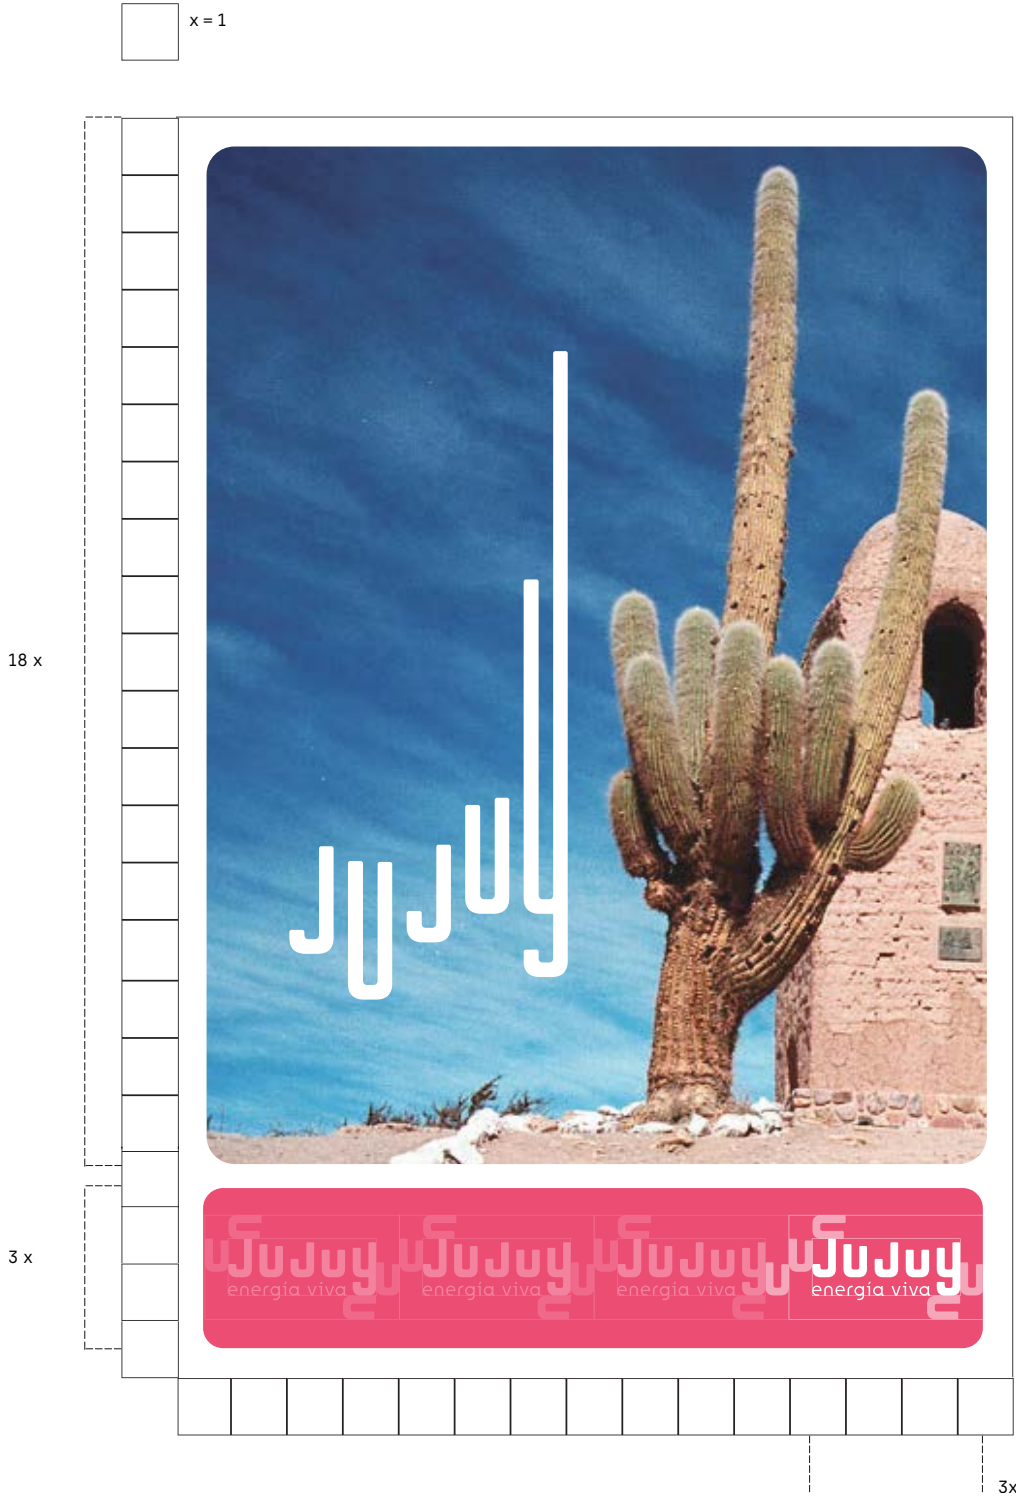 x = 1
18 x
JUJUY
3 x
JUJUY JUJUY JUJUY JUJUY
energía viva energía viva energía viva energía viva
3x